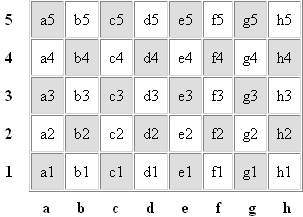 5 a5 b5 c5 d5 e5 f5 g5 h5
4 a4 b4 c4 d4 e4 f4 g4 h4
3 a3 b3 c3 d3 e3 f3 g3 h3
2 a2 b2 c2 d2 e2 f2 g2 h2
1 a1 b1 c1 d1 e1 f1 g1 h1
a b c d e f g h